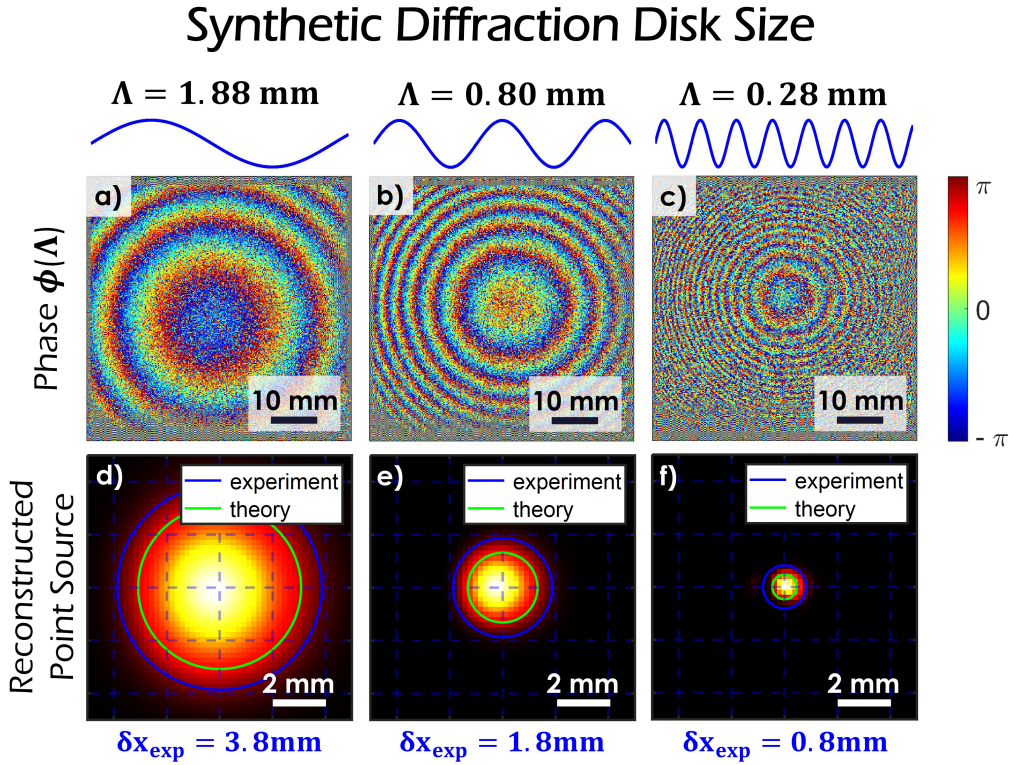 Synthetic Diffraction Disk Size
Λ = 1.88 mm
Λ = 0.80 mm
Λ = 0.28 mm
Phase ϕ(Λ)
a)
10 mm
b)
10 mm
c)
10 mm
π
0
- π
Reconstructed
Point Source
d)
experiment
theory
2 mm
e)
experiment
theory
2 mm
f)
experiment
theory
2 mm
δx_exp = 3.8mm
δx_exp = 1.8mm
δx_exp = 0.8mm